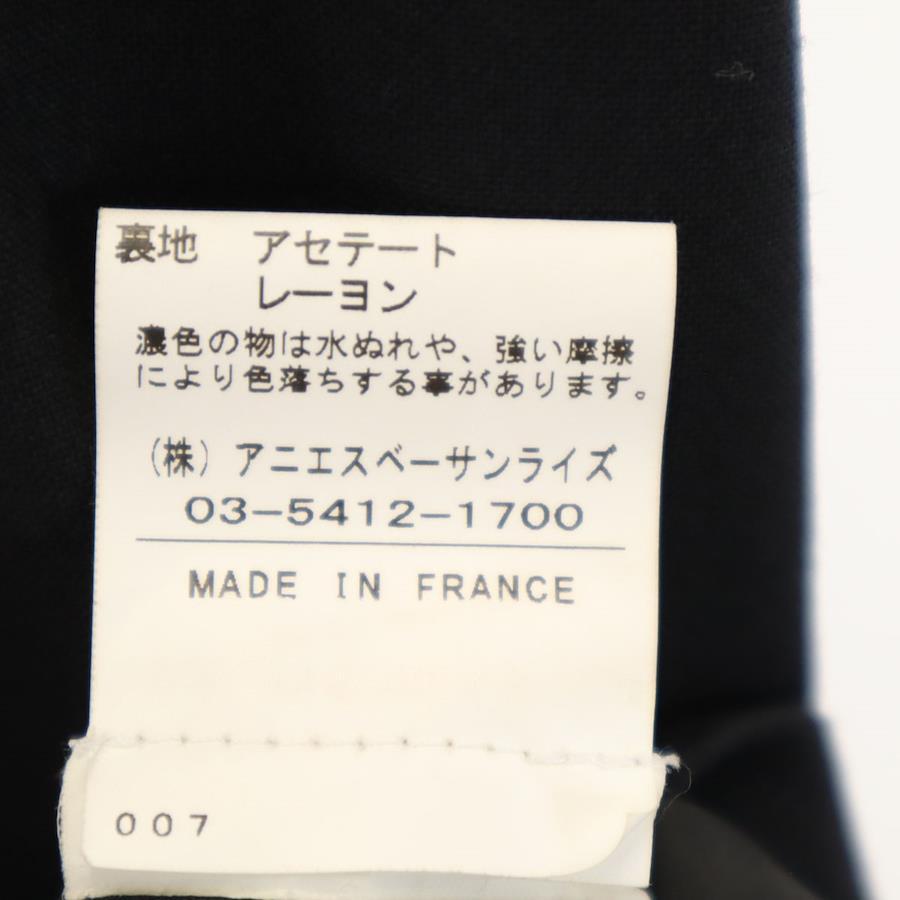 裏地　アセテート
レーヨン
濃色の物は水ぬれや、強い摩擦
により色落ちする事があります。
(株) アニエスベーサンライズ
03-5412-1700
MADE IN FRANCE
007